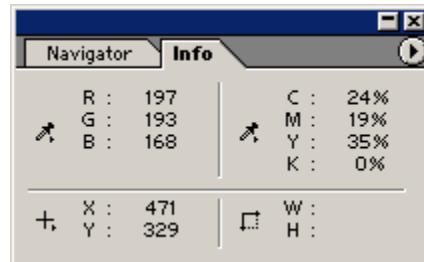 Navigator Info
R : 197
G : 193
B : 168
C : 24%
M : 19%
Y : 35%
K : 0%
X : 471
Y : 329
W :
H :